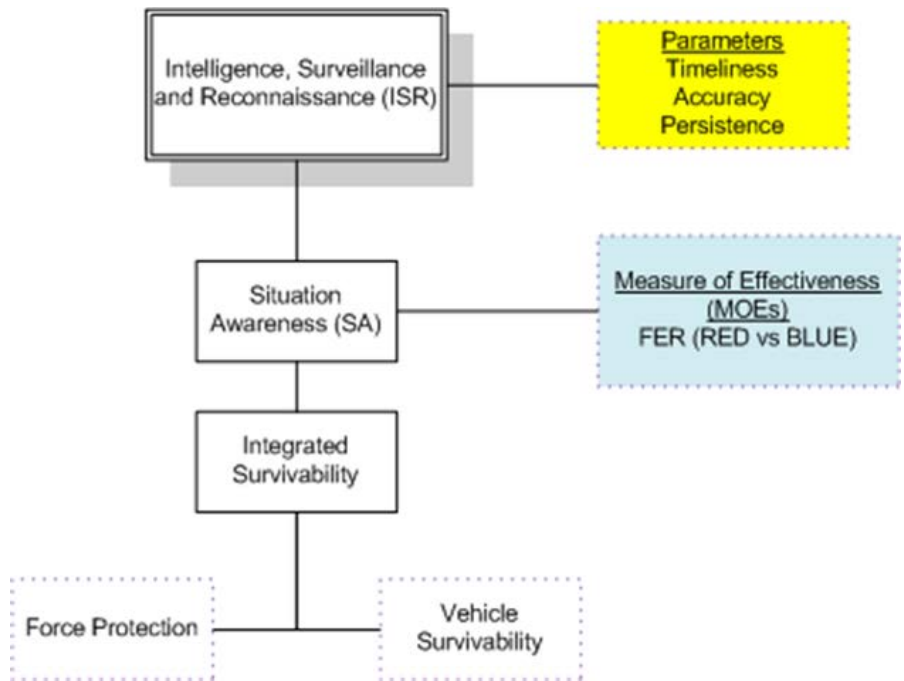 Intelligence, Surveillance
and Reconnaissance (ISR)
Parameters
Timeliness
Accuracy
Persistence
Situation
Awareness (SA)
Measure of Effectiveness
(MOEs)
FER (RED vs BLUE)
Integrated
Survivability
Force Protection
Vehicle
Survivability